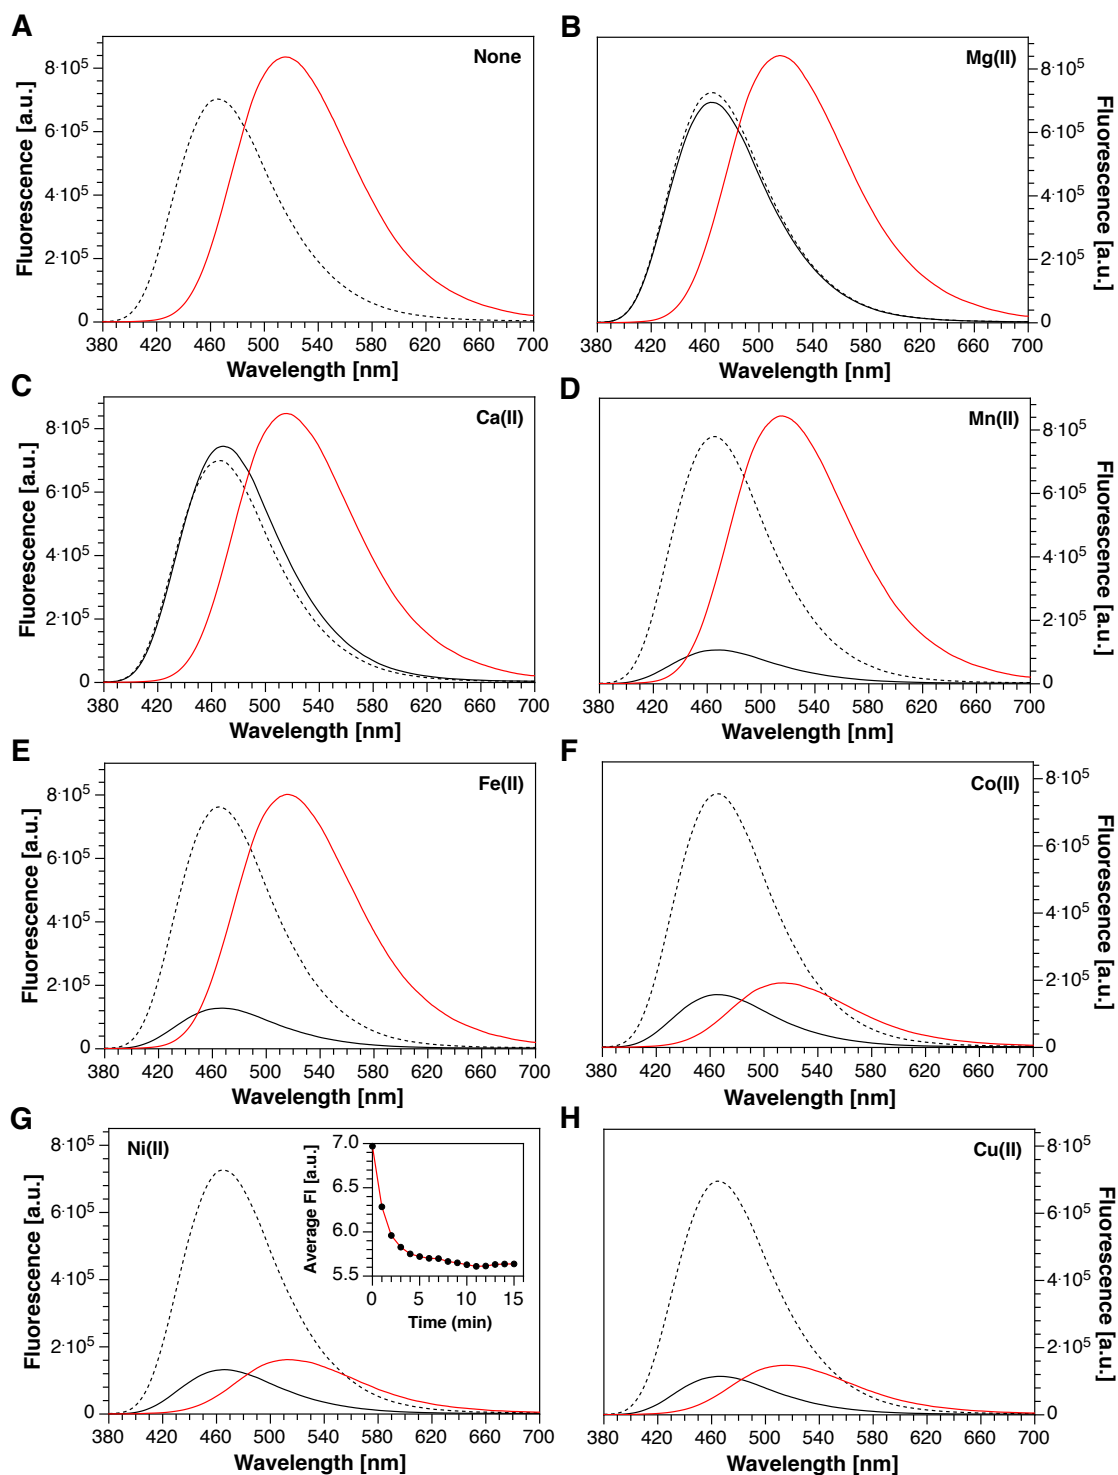 A
None
Fluorescence [a.u.]
8·10⁵
6·10⁵
4·10⁵
2·10⁵
0
380 420 460 500 540 580 620 660 700
Wavelength [nm]
B
Mg(II)
Fluorescence [a.u.]
8·10⁵
6·10⁵
4·10⁵
2·10⁵
0
380 420 460 500 540 580 620 660 700
Wavelength [nm]
C
Ca(II)
Fluorescence [a.u.]
8·10⁵
6·10⁵
4·10⁵
2·10⁵
0
380 420 460 500 540 580 620 660 700
Wavelength [nm]
D
Mn(II)
Fluorescence [a.u.]
8·10⁵
6·10⁵
4·10⁵
2·10⁵
0
380 420 460 500 540 580 620 660 700
Wavelength [nm]
E
Fe(II)
Fluorescence [a.u.]
8·10⁵
6·10⁵
4·10⁵
2·10⁵
0
380 420 460 500 540 580 620 660 700
Wavelength [nm]
F
Co(II)
Fluorescence [a.u.]
8·10⁵
6·10⁵
4·10⁵
2·10⁵
0
380 420 460 500 540 580 620 660 700
Wavelength [nm]
G
Ni(II)
Fluorescence [a.u.]
8·10⁵
6·10⁵
4·10⁵
2·10⁵
0
380 420 460 500 540 580 620 660 700
Wavelength [nm]
Average FI [a.u.]
7.0
6.5
6.0
5.5
0 5 10 15
Time (min)
H
Cu(II)
Fluorescence [a.u.]
8·10⁵
6·10⁵
4·10⁵
2·10⁵
0
380 420 460 500 540 580 620 660 700
Wavelength [nm]